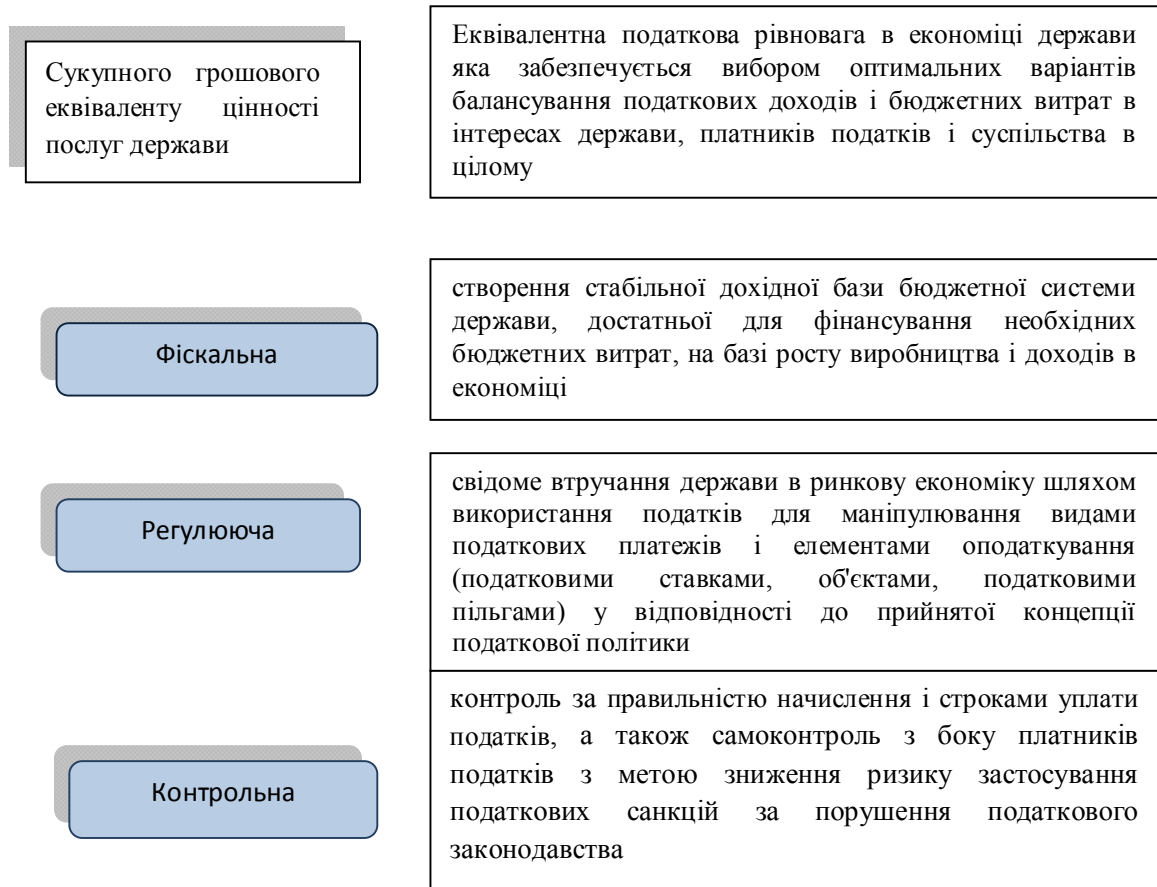 Сукупного грошового
еквіваленту цінності
послуг держави
Еквівалентна податкова рівновага в економіці держави
яка забезпечується вибором оптимальних варіантів
балансування податкових доходів і бюджетних витрат в
інтересах держави, платників податків і суспільства в
цілому
Фіскальна
створення стабільної дохідної бази бюджетної системи
держави, достатньої для фінансування необхідних
бюджетних витрат, на базі росту виробництва і доходів в
економіці
Регулююча
свідоме втручання держави в ринкову економіку шляхом
використання податків для маніпулювання видами
податкових платежів і елементами оподаткування
(податковими ставками, об'єктами, податковими
пільгами) у відповідності до прийнятої концепції
податкової політики
Контрольна
контроль за правильністю начислення і строками уплати
податків, а також самоконтроль з боку платників
податків з метою зниження ризику застосування
податкових санкцій за порушення податкового
законодавства